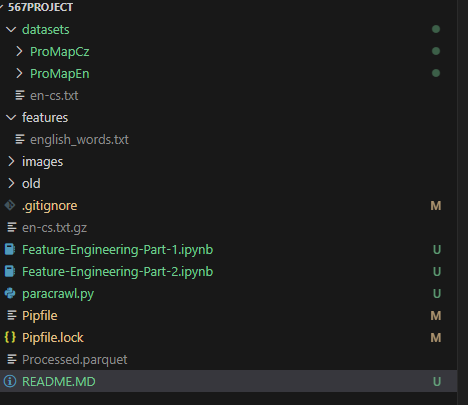 567PROJECT
datasets
ProMapCz
ProMapEn
en-cs.txt
features
english_words.txt
images
old
.gitignore M
en-cs.txt.gz
Feature-Engineering-Part-1.ipynb U
Feature-Engineering-Part-2.ipynb U
paracrawl.py U
Pipfile M
{} Pipfile.lock M
Processed.parquet
README.MD U